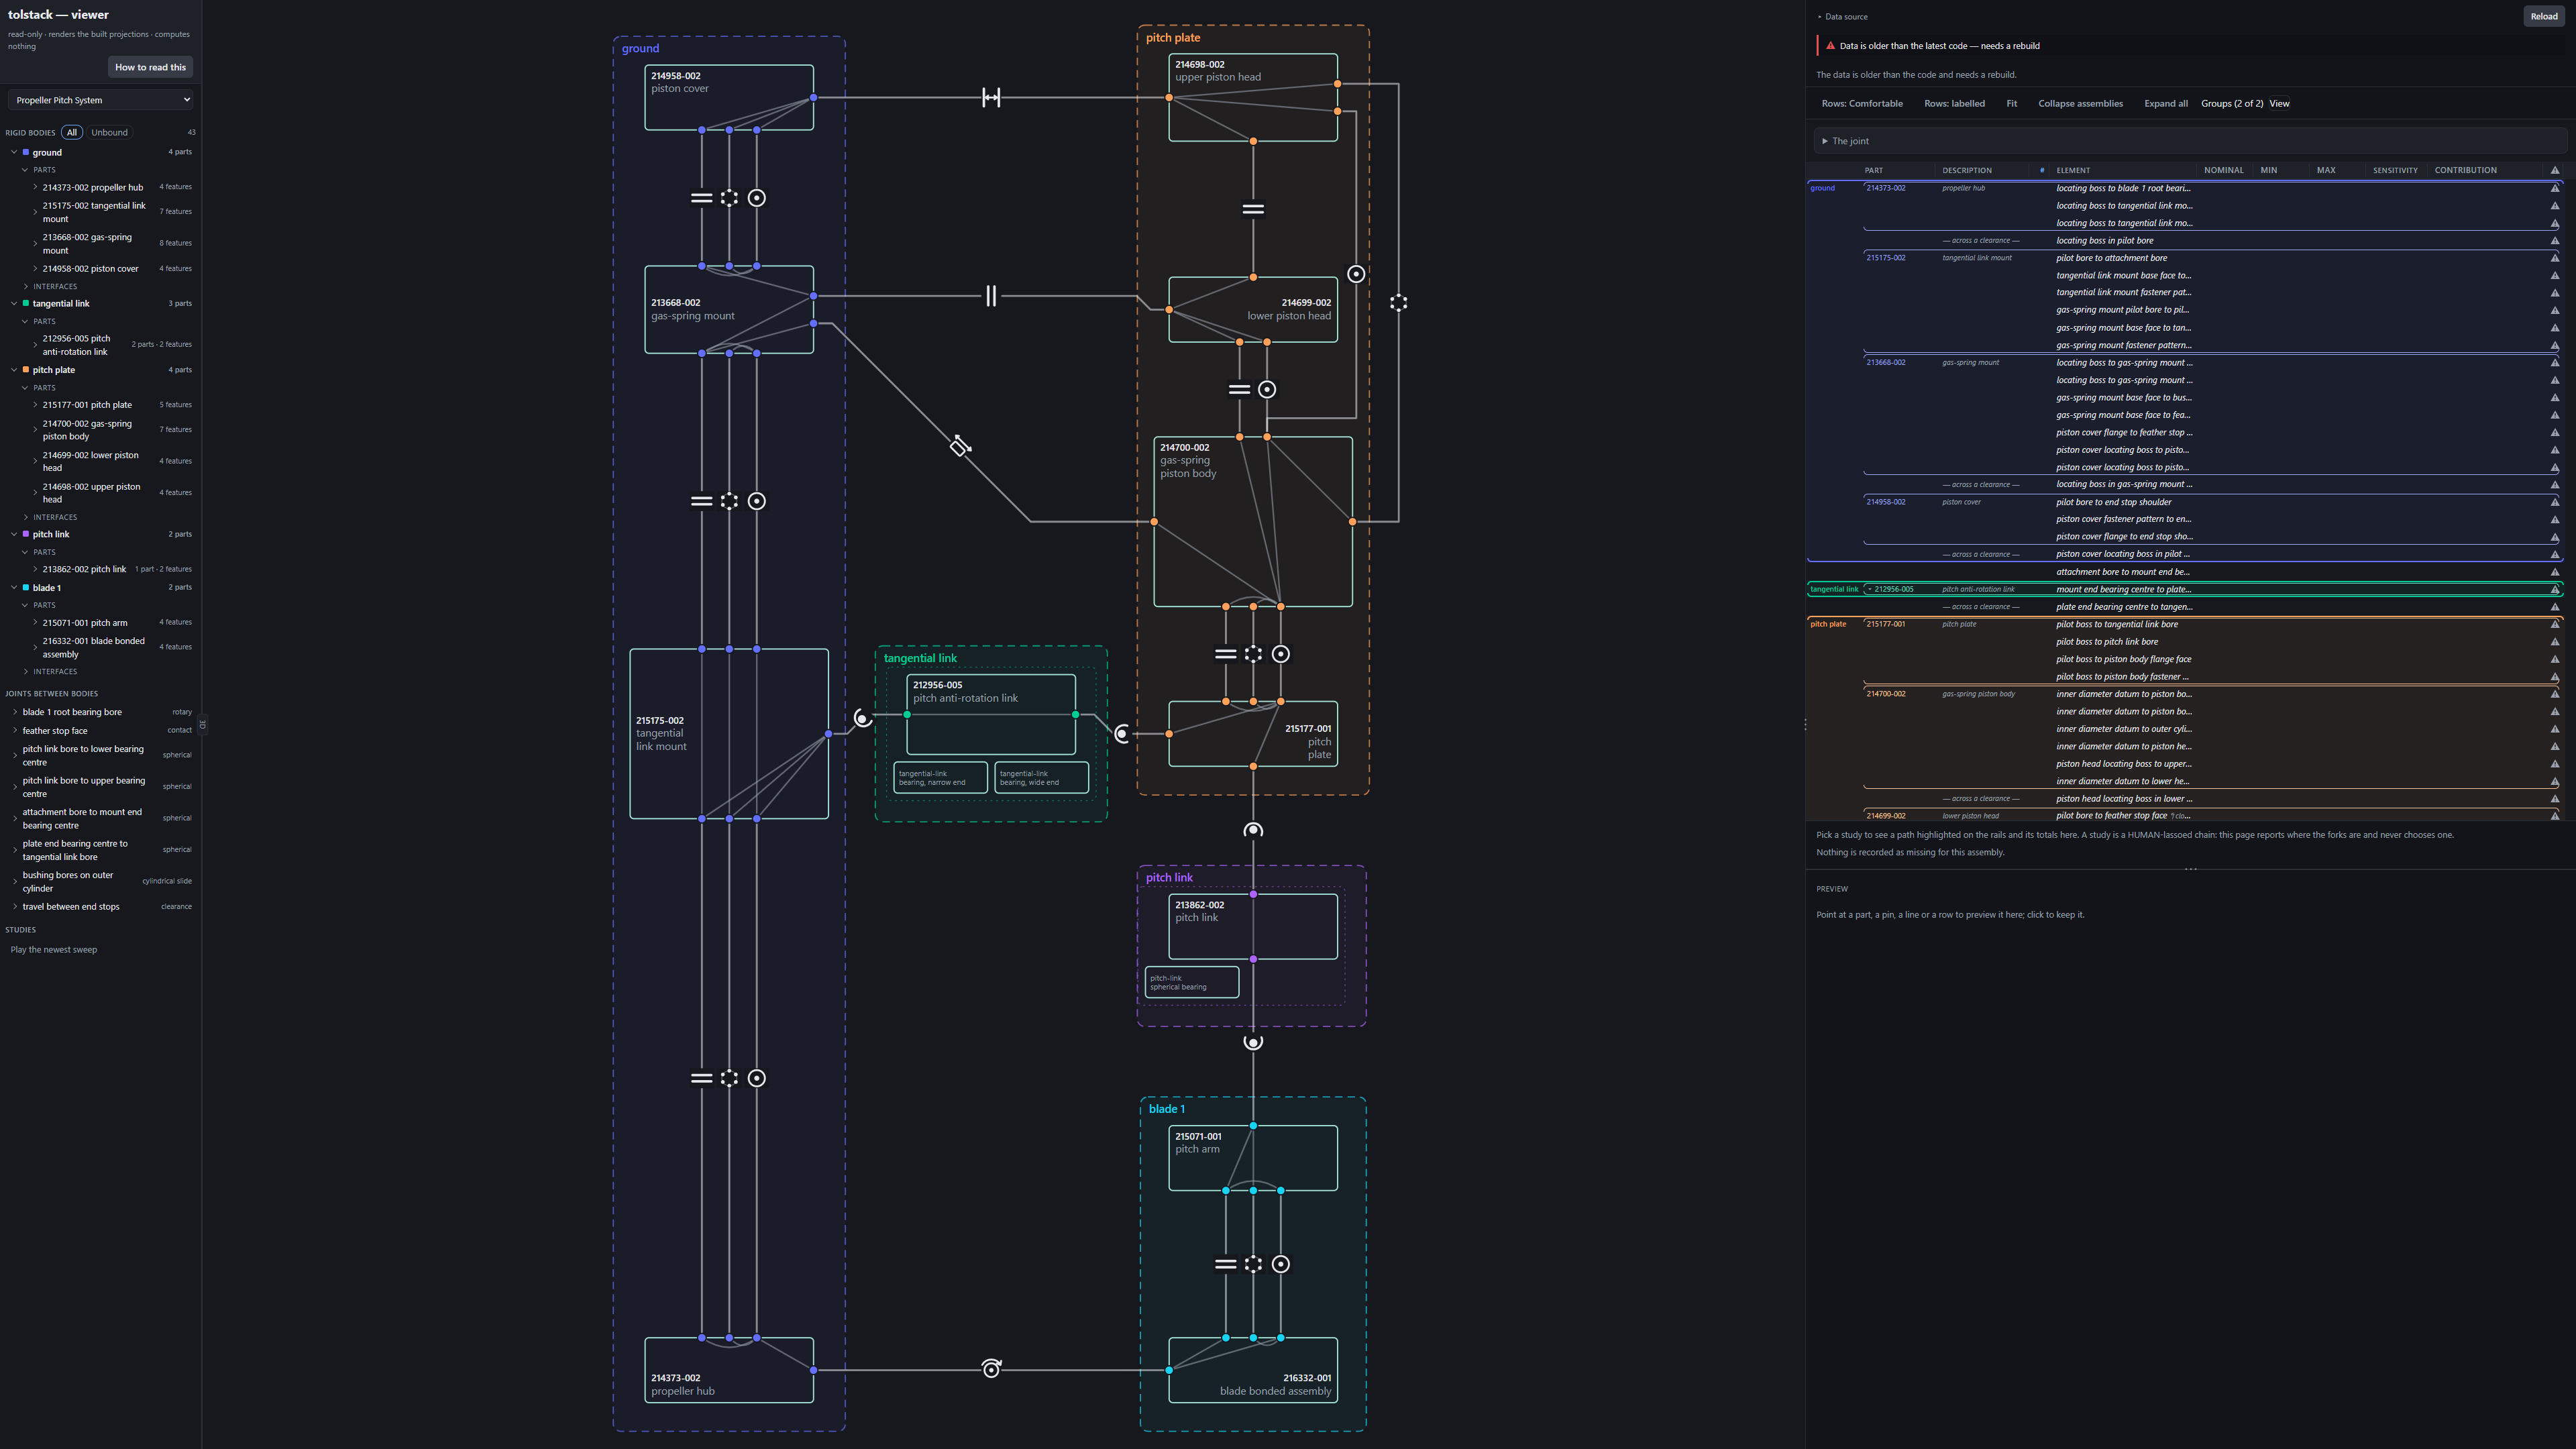 tolstack — viewer
read-only · renders the built projections · computes
nothing
How to read this
Propeller Pitch System
RIGID BODIES All Unbound 43
ground 4 parts
PARTS
214373-002 propeller hub 4 features
215175-002 tangential link
mount 7 features
213668-002 gas-spring
mount 8 features
214958-002 piston cover 4 features
INTERFACES
tangential link 3 parts
PARTS
212956-005 pitch
anti-rotation link 2 parts · 2 features
pitch plate 4 parts
PARTS
215177-001 pitch plate 5 features
214700-002 gas-spring
piston body 7 features
214699-002 lower piston
head 4 features
214698-002 upper piston
head 4 features
INTERFACES
pitch link 2 parts
PARTS
213862-002 pitch link 1 part · 2 features
blade 1 2 parts
PARTS
215071-001 pitch arm 4 features
216332-001 blade bonded
assembly 4 features
INTERFACES
JOINTS BETWEEN BODIES
blade 1 root bearing bore rotary
feather stop face contact
pitch link bore to lower bearing
centre spherical
pitch link bore to upper bearing
centre spherical
attachment bore to mount end
bearing centre spherical
plate end bearing centre to
tangential link bore spherical
bushing bores on outer
cylinder cylindrical slide
travel between end stops clearance
STUDIES
Play the newest sweep
3D
ground
214958-002
piston cover
213668-002
gas-spring mount
215175-002
tangential
link mount
214373-002
propeller hub
tangential link
212956-005
pitch anti-rotation link
tangential-link
bearing, narrow end
tangential-link
bearing, wide end
pitch plate
214698-002
upper piston head
214699-002
lower piston head
214700-002
gas-spring
piston body
215177-001
pitch
plate
pitch link
213862-002
pitch link
pitch-link
spherical bearing
blade 1
215071-001
pitch arm
216332-001
blade bonded assembly
Data source
Reload
Data is older than the latest code — needs a rebuild
The data is older than the code and needs a rebuild.
Rows: Comfortable Rows: labelled Fit Collapse assemblies Expand all Groups (2 of 2) View
The joint
PART DESCRIPTION # ELEMENT NOMINAL MIN MAX SENSITIVITY CONTRIBUTION
ground 214373-002 propeller hub locating boss to blade 1 root beari...
locating boss to tangential link mo...
locating boss to tangential link mo...
— across a clearance — locating boss in pilot bore
215175-002 tangential link mount pilot bore to attachment bore
tangential link mount base face to...
tangential link mount fastener pat...
gas-spring mount pilot bore to pil...
gas-spring mount base face to tan...
gas-spring mount fastener pattern...
213668-002 gas-spring mount locating boss to gas-spring mount ...
locating boss to gas-spring mount ...
gas-spring mount base face to bus...
gas-spring mount base face to fea...
piston cover flange to feather stop ...
piston cover locating boss to pisto...
piston cover locating boss to pisto...
— across a clearance — locating boss in gas-spring mount ...
214958-002 piston cover pilot bore to end stop shoulder
piston cover fastener pattern to en...
piston cover flange to end stop sho...
— across a clearance — piston cover locating boss in pilot ...
attachment bore to mount end be...
tangential link 212956-005 pitch anti-rotation link mount end bearing centre to plate...
— across a clearance — plate end bearing centre to tangen...
pitch plate 215177-001 pitch plate pilot boss to tangential link bore
pilot boss to pitch link bore
pilot boss to piston body flange face
pilot boss to piston body fastener ...
214700-002 gas-spring piston body inner diameter datum to piston bo...
inner diameter datum to piston bo...
inner diameter datum to outer cyli...
inner diameter datum to piston he...
piston head locating boss to upper...
inner diameter datum to lower he...
— across a clearance — piston head locating boss in lower ...
214699-002 lower piston head pilot bore to feather stop face
Pick a study to see a path highlighted on the rails and its totals here. A study is a HUMAN-lassoed chain: this page reports where the forks are and never chooses one.
Nothing is recorded as missing for this assembly.
PREVIEW
Point at a part, a pin, a line or a row to preview it here; click to keep it.